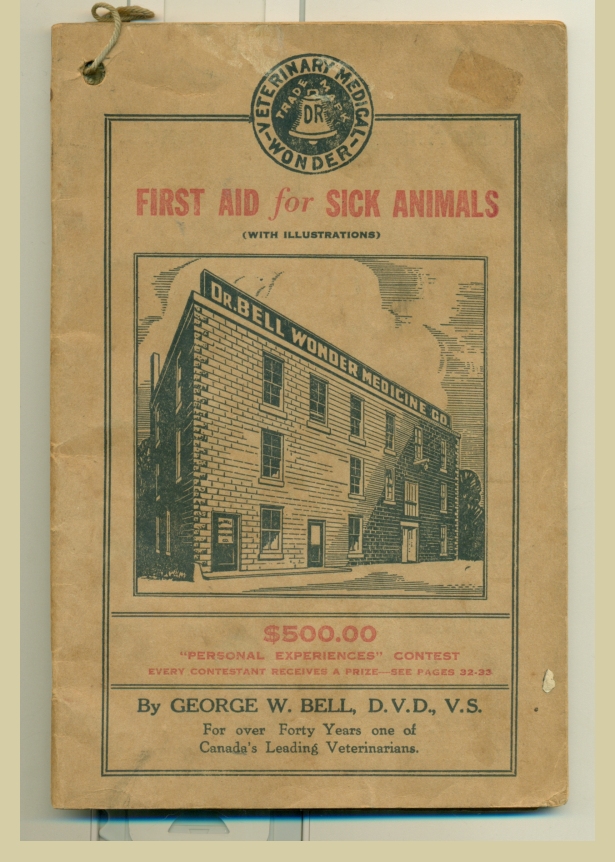 VETERINARY MEDICAL
WONDER
TRADE MARK
DR
FIRST AID for SICK ANIMALS
(WITH ILLUSTRATIONS)
DR. BELL WONDER MEDICINE CO
$500.00
"PERSONAL EXPERIENCES" CONTEST
EVERY CONTESTANT RECEIVES A PRIZE—SEE PAGES 32-33
By GEORGE W. BELL, D.V.D., V.S.
For over Forty Years one of
Canada's Leading Veterinarians.